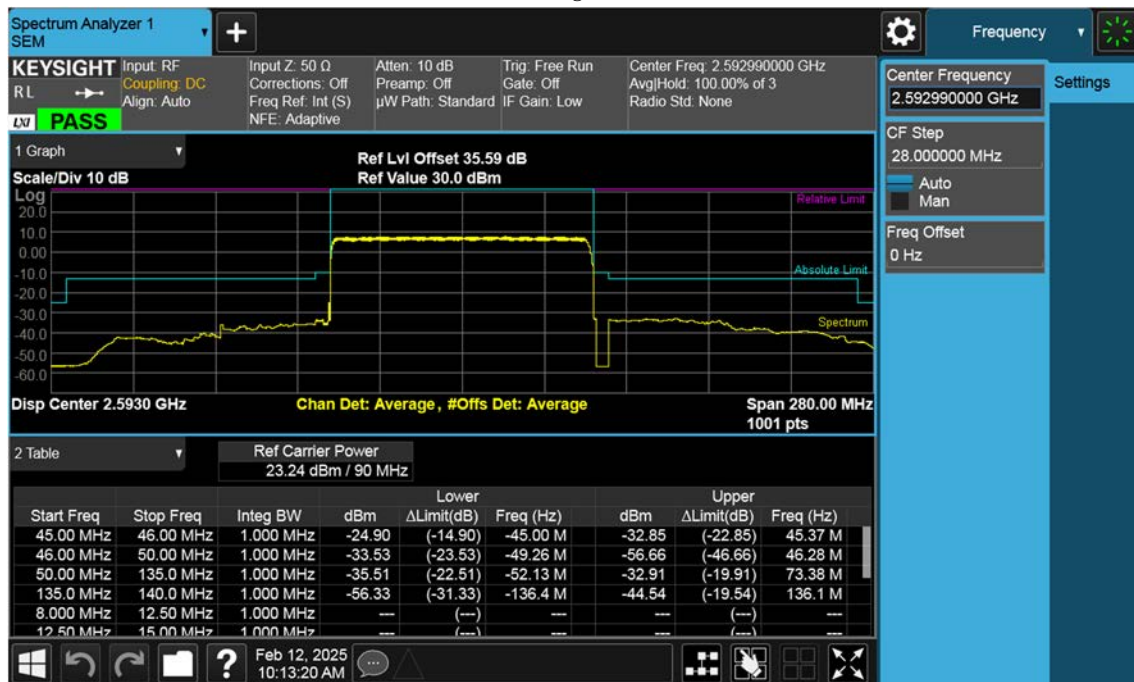 Spectrum Analyzer 1
SEM
+
Frequency
KEYSIGHT
RL
LXI PASS
Input: RF
Coupling: DC
Align: Auto
Input Z: 50 Ω
Corrections: Off
Freq Ref: Int (S)
NFE: Adaptive
Atten: 10 dB
Preamp: Off
µW Path: Standard
Trig: Free Run
Gate: Off
IF Gain: Low
Center Freq: 2.592990000 GHz
Avg|Hold: 100.00% of 3
Radio Std: None
Center Frequency
2.592990000 GHz
Settings
CF Step
28.000000 MHz
Auto
Man
Freq Offset
0 Hz
1 Graph
Scale/Div 10 dB
Ref Lvl Offset 35.59 dB
Ref Value 30.0 dBm
Log
20.0
10.0
0.00
-10.0
-20.0
-30.0
-40.0
-50.0
-60.0
Relative Limit
Absolute Limit
Spectrum
Disp Center 2.5930 GHz
Chan Det: Average, #Offs Det: Average
Span 280.00 MHz
1001 pts
2 Table
Ref Carrier Power
23.24 dBm / 90 MHz
Lower Upper
Start Freq Stop Freq Integ BW dBm ΔLimit(dB) Freq (Hz) dBm ΔLimit(dB) Freq (Hz)
45.00 MHz 46.00 MHz 1.000 MHz -24.90 (-14.90) -45.00 M -32.85 (-22.85) 45.37 M
46.00 MHz 50.00 MHz 1.000 MHz -33.53 (-23.53) -49.26 M -56.66 (-46.66) 46.28 M
50.00 MHz 135.0 MHz 1.000 MHz -35.51 (-22.51) -52.13 M -32.91 (-19.91) 73.38 M
135.0 MHz 140.0 MHz 1.000 MHz -56.33 (-31.33) -136.4 M -44.54 (-19.54) 136.1 M
8.000 MHz 12.50 MHz 1.000 MHz --- (---) --- --- (---) ---
12.50 MHz 15.00 MHz 1.000 MHz --- (---) --- --- (---) ---
?
Feb 12, 2025
10:13:20 AM